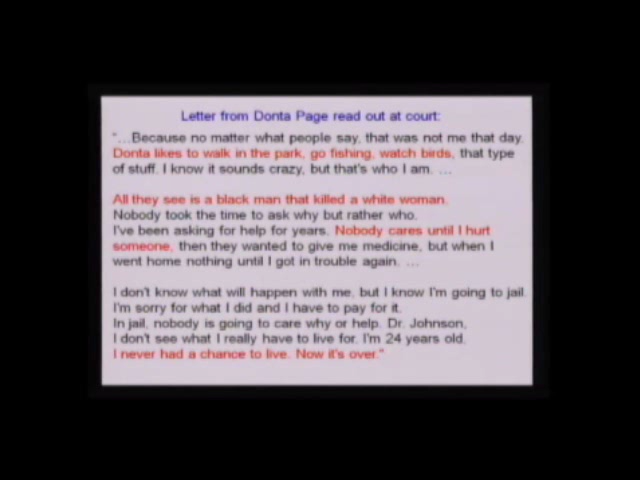 Letter from Donta Page read out at court:
"...Because no matter what people say, that was not me that day.
Donta likes to walk in the park, go fishing, watch birds, that type
of stuff. I know it sounds crazy, but that's who I am. ...
All they see is a black man that killed a white woman.
Nobody took the time to ask why but rather who.
I've been asking for help for years. Nobody cares until I hurt
someone, then they wanted to give me medicine, but when I
went home nothing until I got in trouble again. ...
I don't know what will happen with me, but I know I'm going to jail.
I'm sorry for what I did and I have to pay for it.
In jail, nobody is going to care why or help. Dr. Johnson,
I don't see what I really have to live for. I'm 24 years old.
I never had a chance to live. Now it's over."